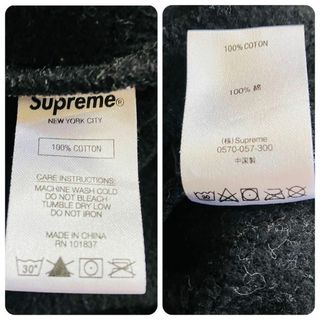 Supreme®
NEW YORK CITY
100% COTTON
CARE INSTRUCTIONS:
MACHINE WASH COLD
DO NOT BLEACH
TUMBLE DRY LOW
DO NOT IRON
MADE IN CHINA
RN 101837
30°
100% COTTON
100% 綿
(株) Supreme
0570-057-300
中国製